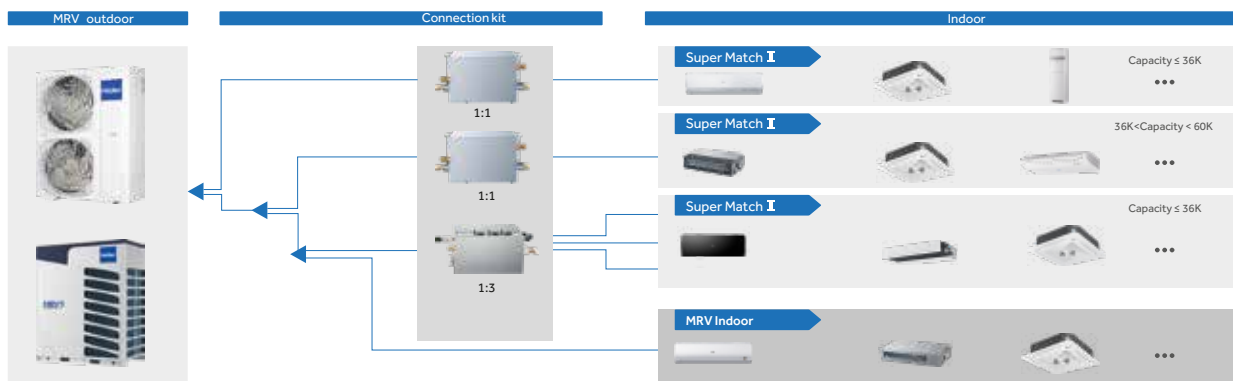 MRV outdoor
Connection kit
Indoor
Super Match II
Capacity ≤ 36K
•••
1:1
Super Match II
36K<Capacity < 60K
•••
1:1
Super Match II
Capacity ≤ 36K
•••
1:3
MRV Indoor
•••